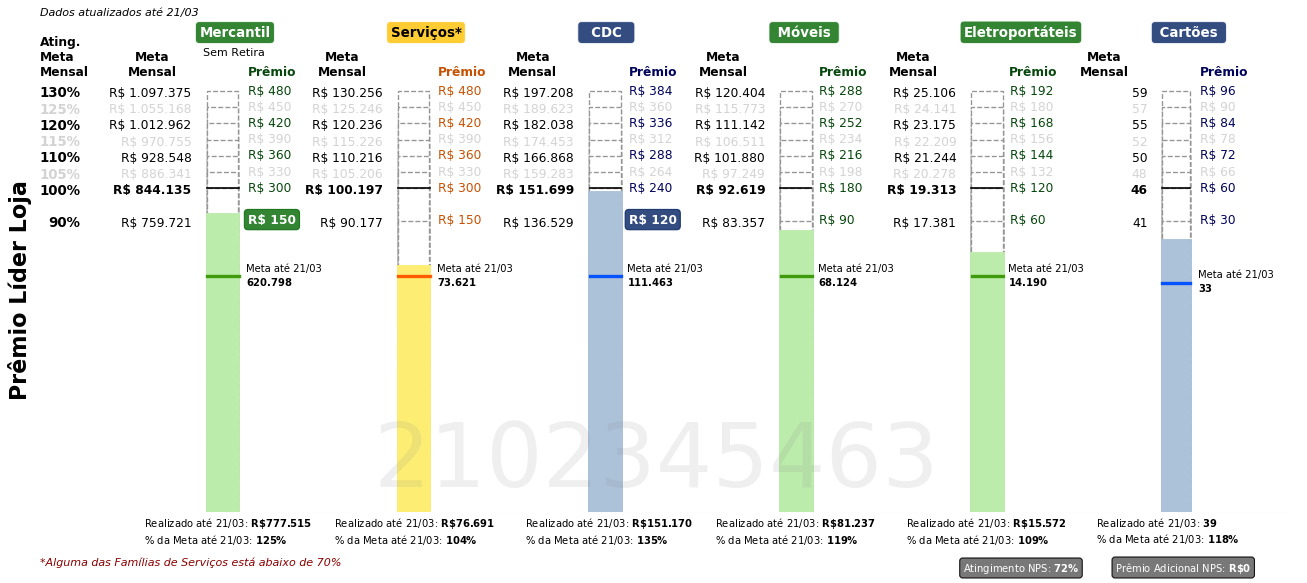 Dados atualizados até 21/03
Mercantil Serviços* CDC Móveis Eletroportáteis Cartões
Sem Retira
Ating. Meta Mensal
Meta Mensal Prêmio Meta Mensal Prêmio Meta Mensal Prêmio Meta Mensal Prêmio Meta Mensal Prêmio Meta Mensal Prêmio
130% R$ 1.097.375 R$ 480 R$ 130.256 R$ 480 R$ 197.208 R$ 384 R$ 120.404 R$ 288 R$ 25.106 R$ 192 59 R$ 96
125% R$ 1.055.168 R$ 450 R$ 125.246 R$ 450 R$ 189.623 R$ 360 R$ 115.773 R$ 270 R$ 24.141 R$ 180 57 R$ 90
120% R$ 1.012.962 R$ 420 R$ 120.236 R$ 420 R$ 182.038 R$ 336 R$ 111.142 R$ 252 R$ 23.175 R$ 168 55 R$ 84
115% R$ 970.755 R$ 390 R$ 115.226 R$ 390 R$ 174.453 R$ 312 R$ 106.511 R$ 234 R$ 22.209 R$ 156 52 R$ 78
110% R$ 928.548 R$ 360 R$ 110.216 R$ 360 R$ 166.868 R$ 288 R$ 101.880 R$ 216 R$ 21.244 R$ 144 50 R$ 72
105% R$ 886.341 R$ 330 R$ 105.206 R$ 330 R$ 159.283 R$ 264 R$ 97.249 R$ 198 R$ 20.278 R$ 132 48 R$ 66
100% R$ 844.135 R$ 300 R$ 100.197 R$ 300 R$ 151.699 R$ 240 R$ 92.619 R$ 180 R$ 19.313 R$ 120 46 R$ 60
90% R$ 759.721 R$ 150 R$ 90.177 R$ 150 R$ 136.529 R$ 120 R$ 83.357 R$ 90 R$ 17.381 R$ 60 41 R$ 30
Prêmio Líder Loja
Meta até 21/03 Meta até 21/03 Meta até 21/03 Meta até 21/03 Meta até 21/03 Meta até 21/03
620.798 73.621 111.463 68.124 14.190 33
2102345463
Realizado até 21/03: R$777.515 Realizado até 21/03: R$76.691 Realizado até 21/03: R$151.170 Realizado até 21/03: R$81.237 Realizado até 21/03: R$15.572 Realizado até 21/03: 39
% da Meta até 21/03: 125% % da Meta até 21/03: 104% % da Meta até 21/03: 135% % da Meta até 21/03: 119% % da Meta até 21/03: 109% % da Meta até 21/03: 118%
*Alguma das Famílias de Serviços está abaixo de 70%
Atingimento NPS: 72% Prêmio Adicional NPS: R$0